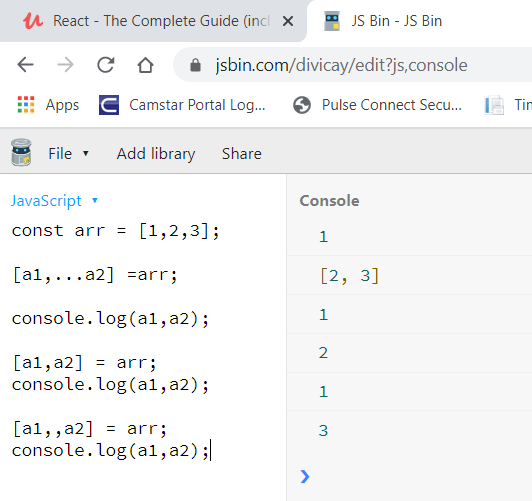 React - The Complete Guide (incl
JS Bin - JS Bin
jsbin.com/divicay/edit?js,console
Apps
Camstar Portal Log...
Pulse Connect Secu...
Tin
File
Add library
Share
JavaScript
const arr = [1,2,3];
[a1,...a2] =arr;
console.log(a1,a2);
[a1,a2] = arr;
console.log(a1,a2);
[a1,,a2] = arr;
console.log(a1,a2);
Console
1
[2, 3]
1
2
1
3